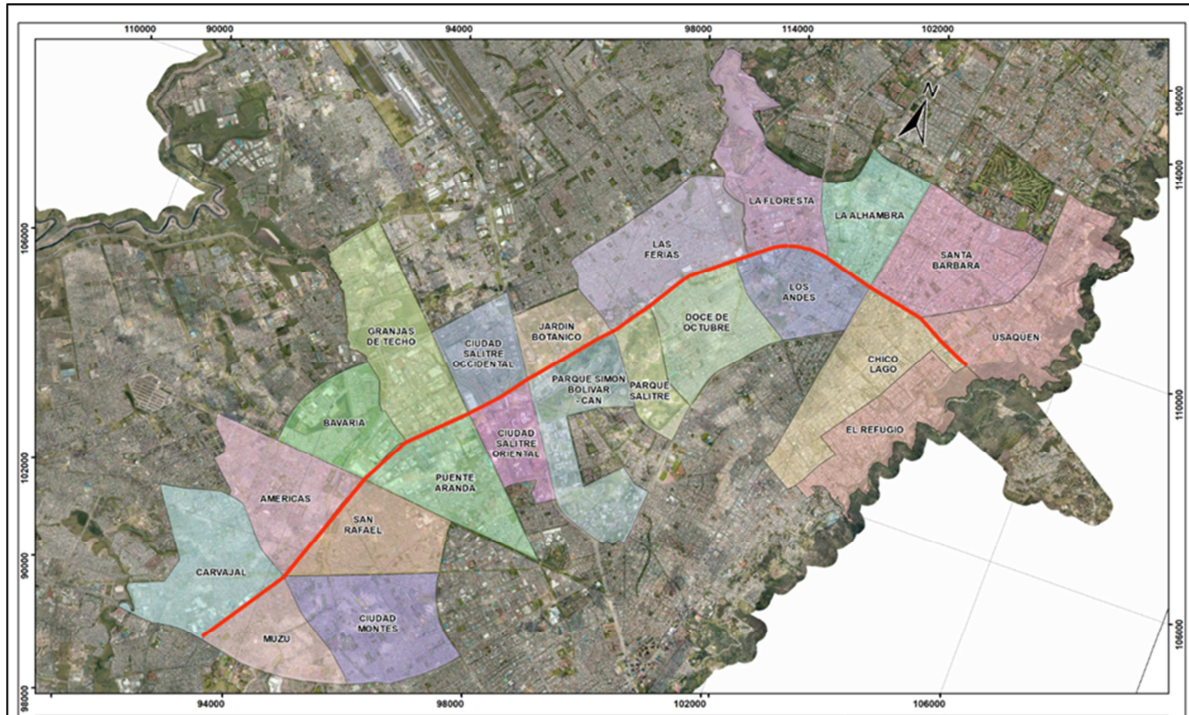 110000 90000 94000 98000 114000 102000
106000
114000
110000
106000
106000
102000
90000
98000
N
LA FLORESTA
LA ALHAMBRA
LAS
FERIAS
SANTA
BARBARA
LOS
ANDES
USAQUEN
GRANJAS
DE TECHO
CIUDAD
SALITRE
OCCIDENTAL
JARDIN
BOTANICO
DOCE DE
OCTUBRE
CHICO
LAGO
PARQUE SIMON
BOLIVAR
-CAN
PARQUE
SALITRE
BAVARIA
CIUDAD
SALITRE
ORIENTAL
EL REFUGIO
PUENTE
ARANDA
AMERICAS
SAN
RAFAEL
CARVAJAL
MUZU
CIUDAD
MONTES
94000 98000 102000 106000